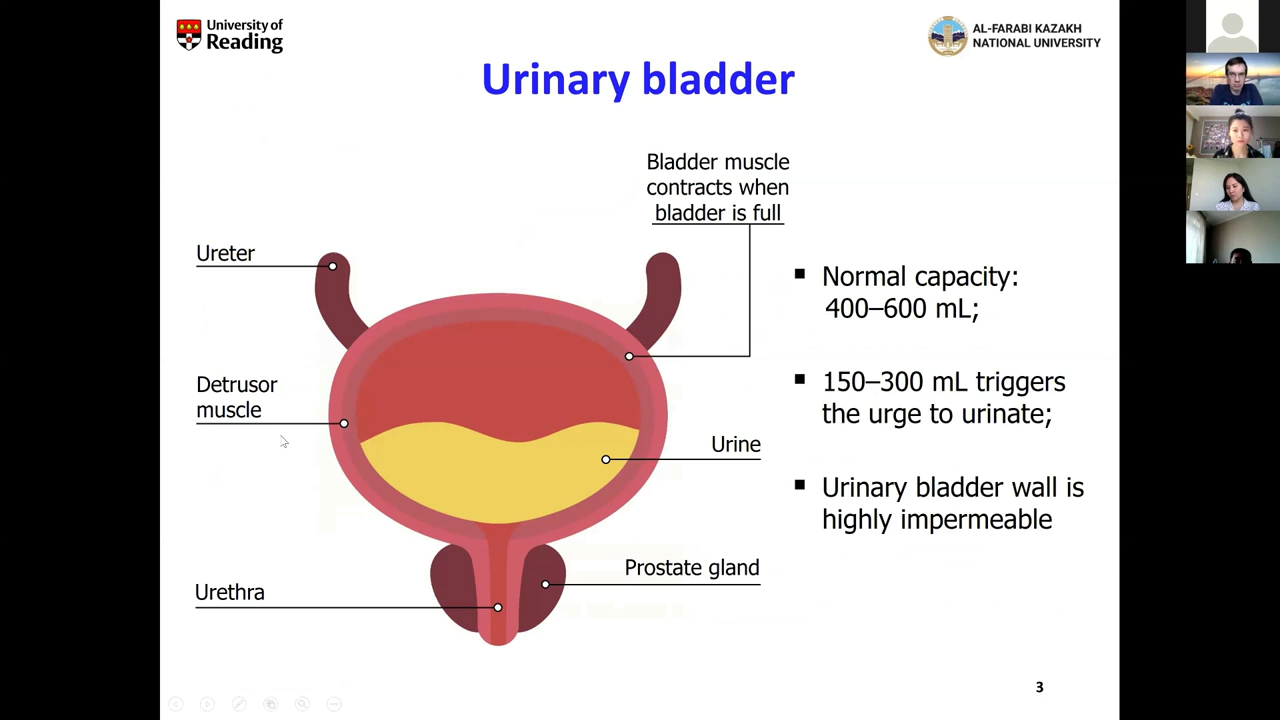 University of
Reading
AL-FARABI KAZAKH
NATIONAL UNIVERSITY
Urinary bladder
Bladder muscle
contracts when
bladder is full
Ureter
Detrusor
muscle
Urine
Prostate gland
Urethra
▪ Normal capacity:
400–600 mL;
▪ 150–300 mL triggers
the urge to urinate;
▪ Urinary bladder wall is
highly impermeable
3